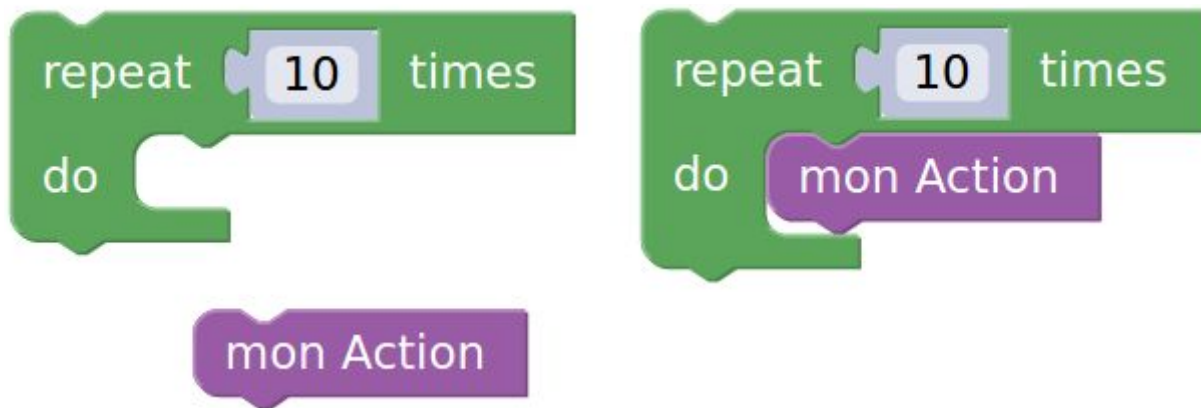 repeat 10 times
do
mon Action
repeat 10 times
do mon Action